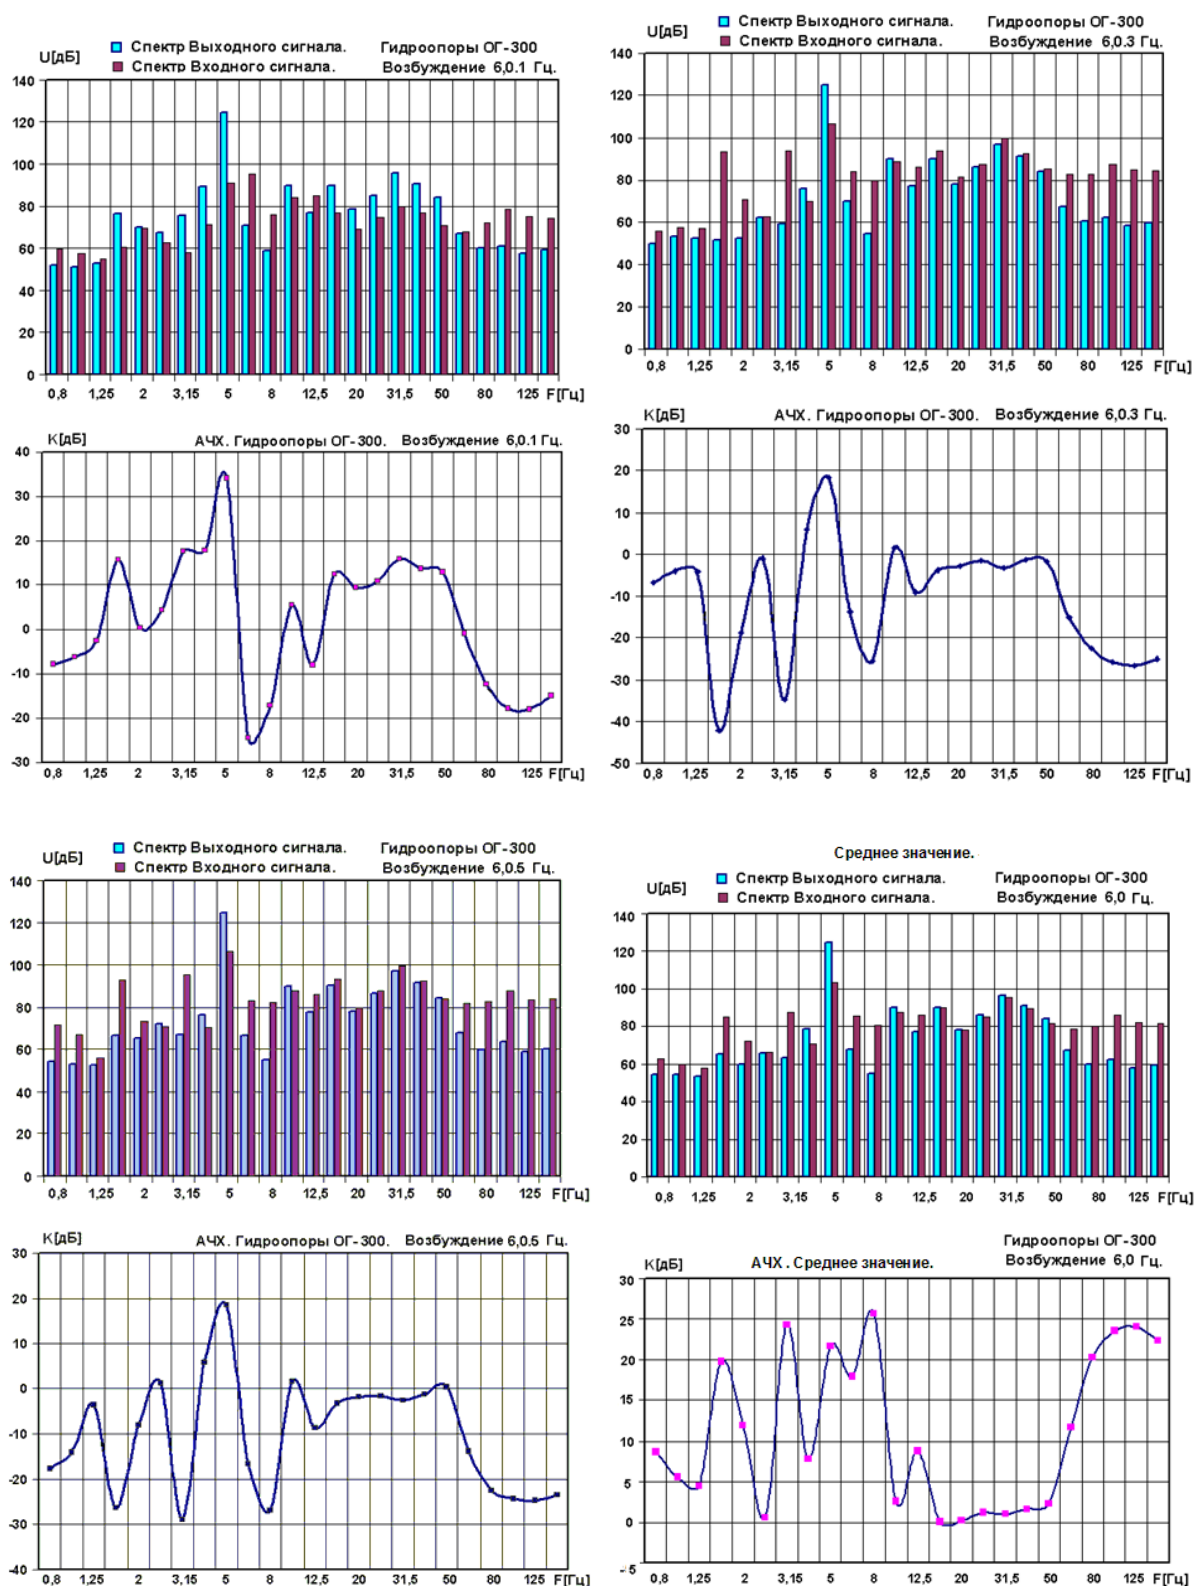 U[дБ]
Спектр Выходного сигнала.
Спектр Входного сигнала.
Гидроопоры ОГ-300
Возбуждение 6,0.1 Гц.
140
120
100
80
60
40
20
0
0,8 1,25 2 3,15 5 8 12,5 20 31,5 50 80 125 F[Гц]
U[дБ]
Спектр Выходного сигнала.
Спектр Входного сигнала.
Гидроопоры ОГ-300
Возбуждение 6,0.3 Гц.
140
120
100
80
60
40
20
0
0,8 1,25 2 3,15 5 8 12,5 20 31,5 50 80 125 F[Гц]
К[дБ]
АЧХ. Гидроопоры ОГ-300. Возбуждение 6,0.1 Гц.
40
30
20
10
0
-10
-20
-30
0,8 1,25 2 3,15 5 8 12,5 20 31,5 50 80 125 F[Гц]
К[дБ]
АЧХ. Гидроопоры ОГ-300. Возбуждение 6,0.3 Гц.
30
20
10
0
-10
-20
-30
-40
-50
0,8 1,25 2 3,15 5 8 12,5 20 31,5 50 80 125 F[Гц]
U[дБ]
Спектр Выходного сигнала.
Спектр Входного сигнала.
Гидроопоры ОГ-300
Возбуждение 6,0.5 Гц.
140
120
100
80
60
40
20
0
0,8 1,25 2 3,15 5 8 12,5 20 31,5 50 80 125 F[Гц]
Среднее значение.
U[дБ]
Спектр Выходного сигнала.
Спектр Входного сигнала.
Гидроопоры ОГ-300
Возбуждение 6,0 Гц.
140
120
100
80
60
40
20
0
0,8 1,25 2 3,15 5 8 12,5 20 31,5 50 80 125 F[Гц]
К[дБ]
АЧХ. Гидроопоры ОГ-300. Возбуждение 6,0.5 Гц.
30
20
10
0
-10
-20
-30
-40
0,8 1,25 2 3,15 5 8 12,5 20 31,5 50 80 125 F[Гц]
К[дБ]
АЧХ . Среднее значение.
Гидроопоры ОГ-300
Возбуждение 6,0 Гц.
30
25
20
15
10
5
0
-5
0,8 1,25 2 3,15 5 8 12,5 20 31,5 50 80 125 F[Гц]